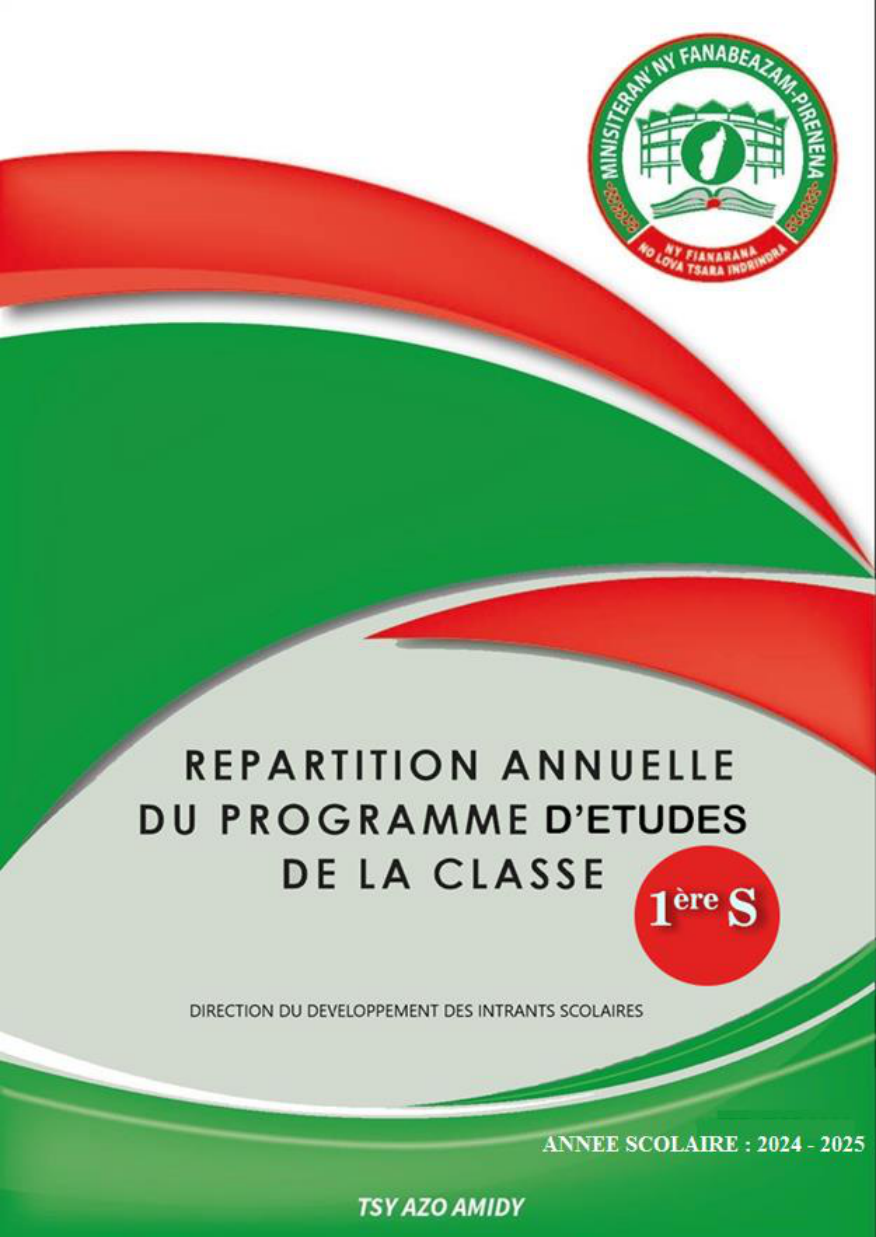 MINISITERAN' NY FANABEAZAM-PIRENENA
NY FIANARANA
NO LOVA TSARA INDRINDRA
REPARTITION ANNUELLE
DU PROGRAMME D'ETUDES
DE LA CLASSE
1ère S
DIRECTION DU DEVELOPPEMENT DES INTRANTS SCOLAIRES
ANNEE SCOLAIRE : 2024 - 2025
TSY AZO AMIDY